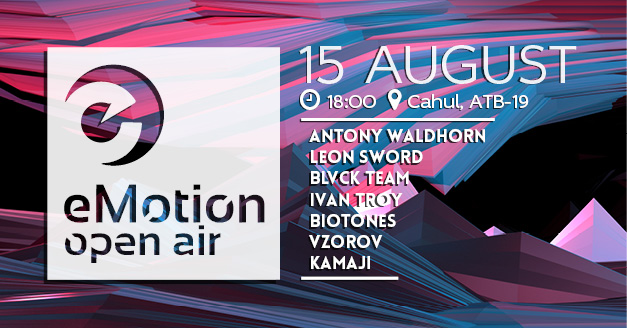 eMotion
open air
15 AUGUST
18:00 Cahul, ATB-19
ANTONY WALDHORN
LEON SWORD
BLVCK TEAM
IVAN TROY
BIOTONES
VZOROV
KAMAJI